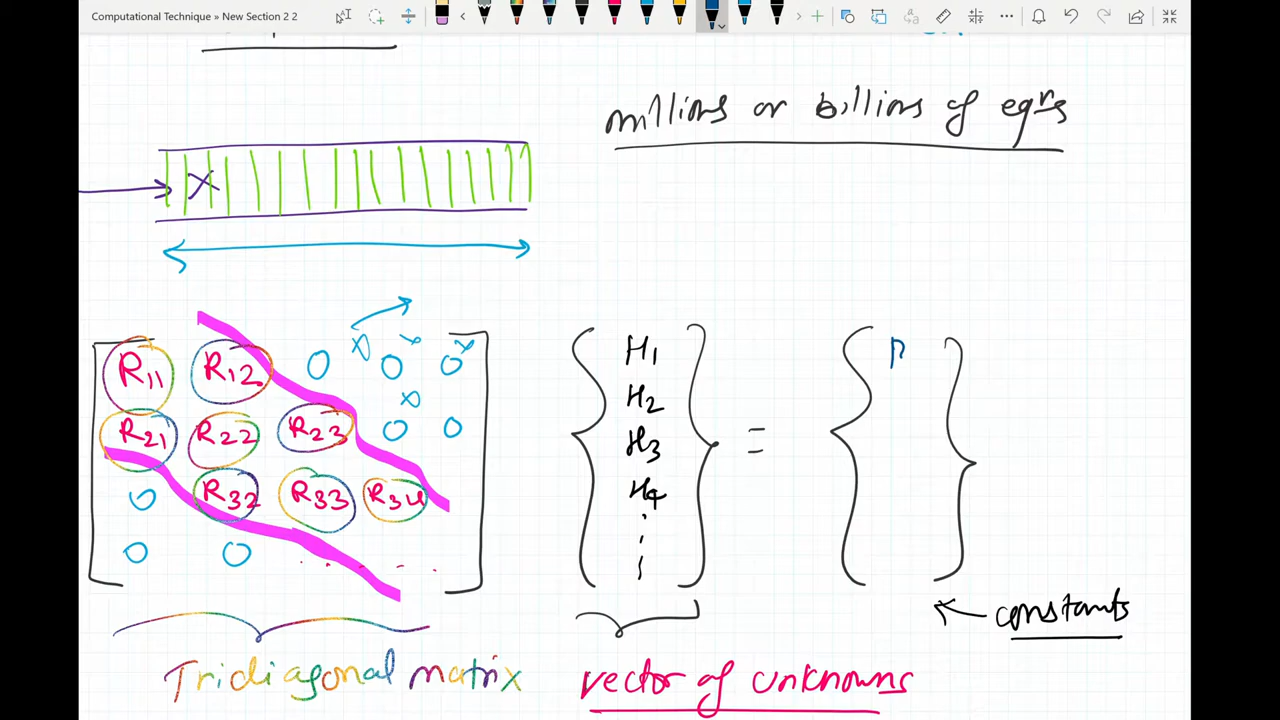 Computational Technique » New Section 2 2
millions or billions of eqns
R11 R12 0 0 0 H1
R21 R22 R23 0 0 H2
= 
H3
0 R32 R33 R34 H4
0 0
constants
Tridiagonal matrix vector of unknowns